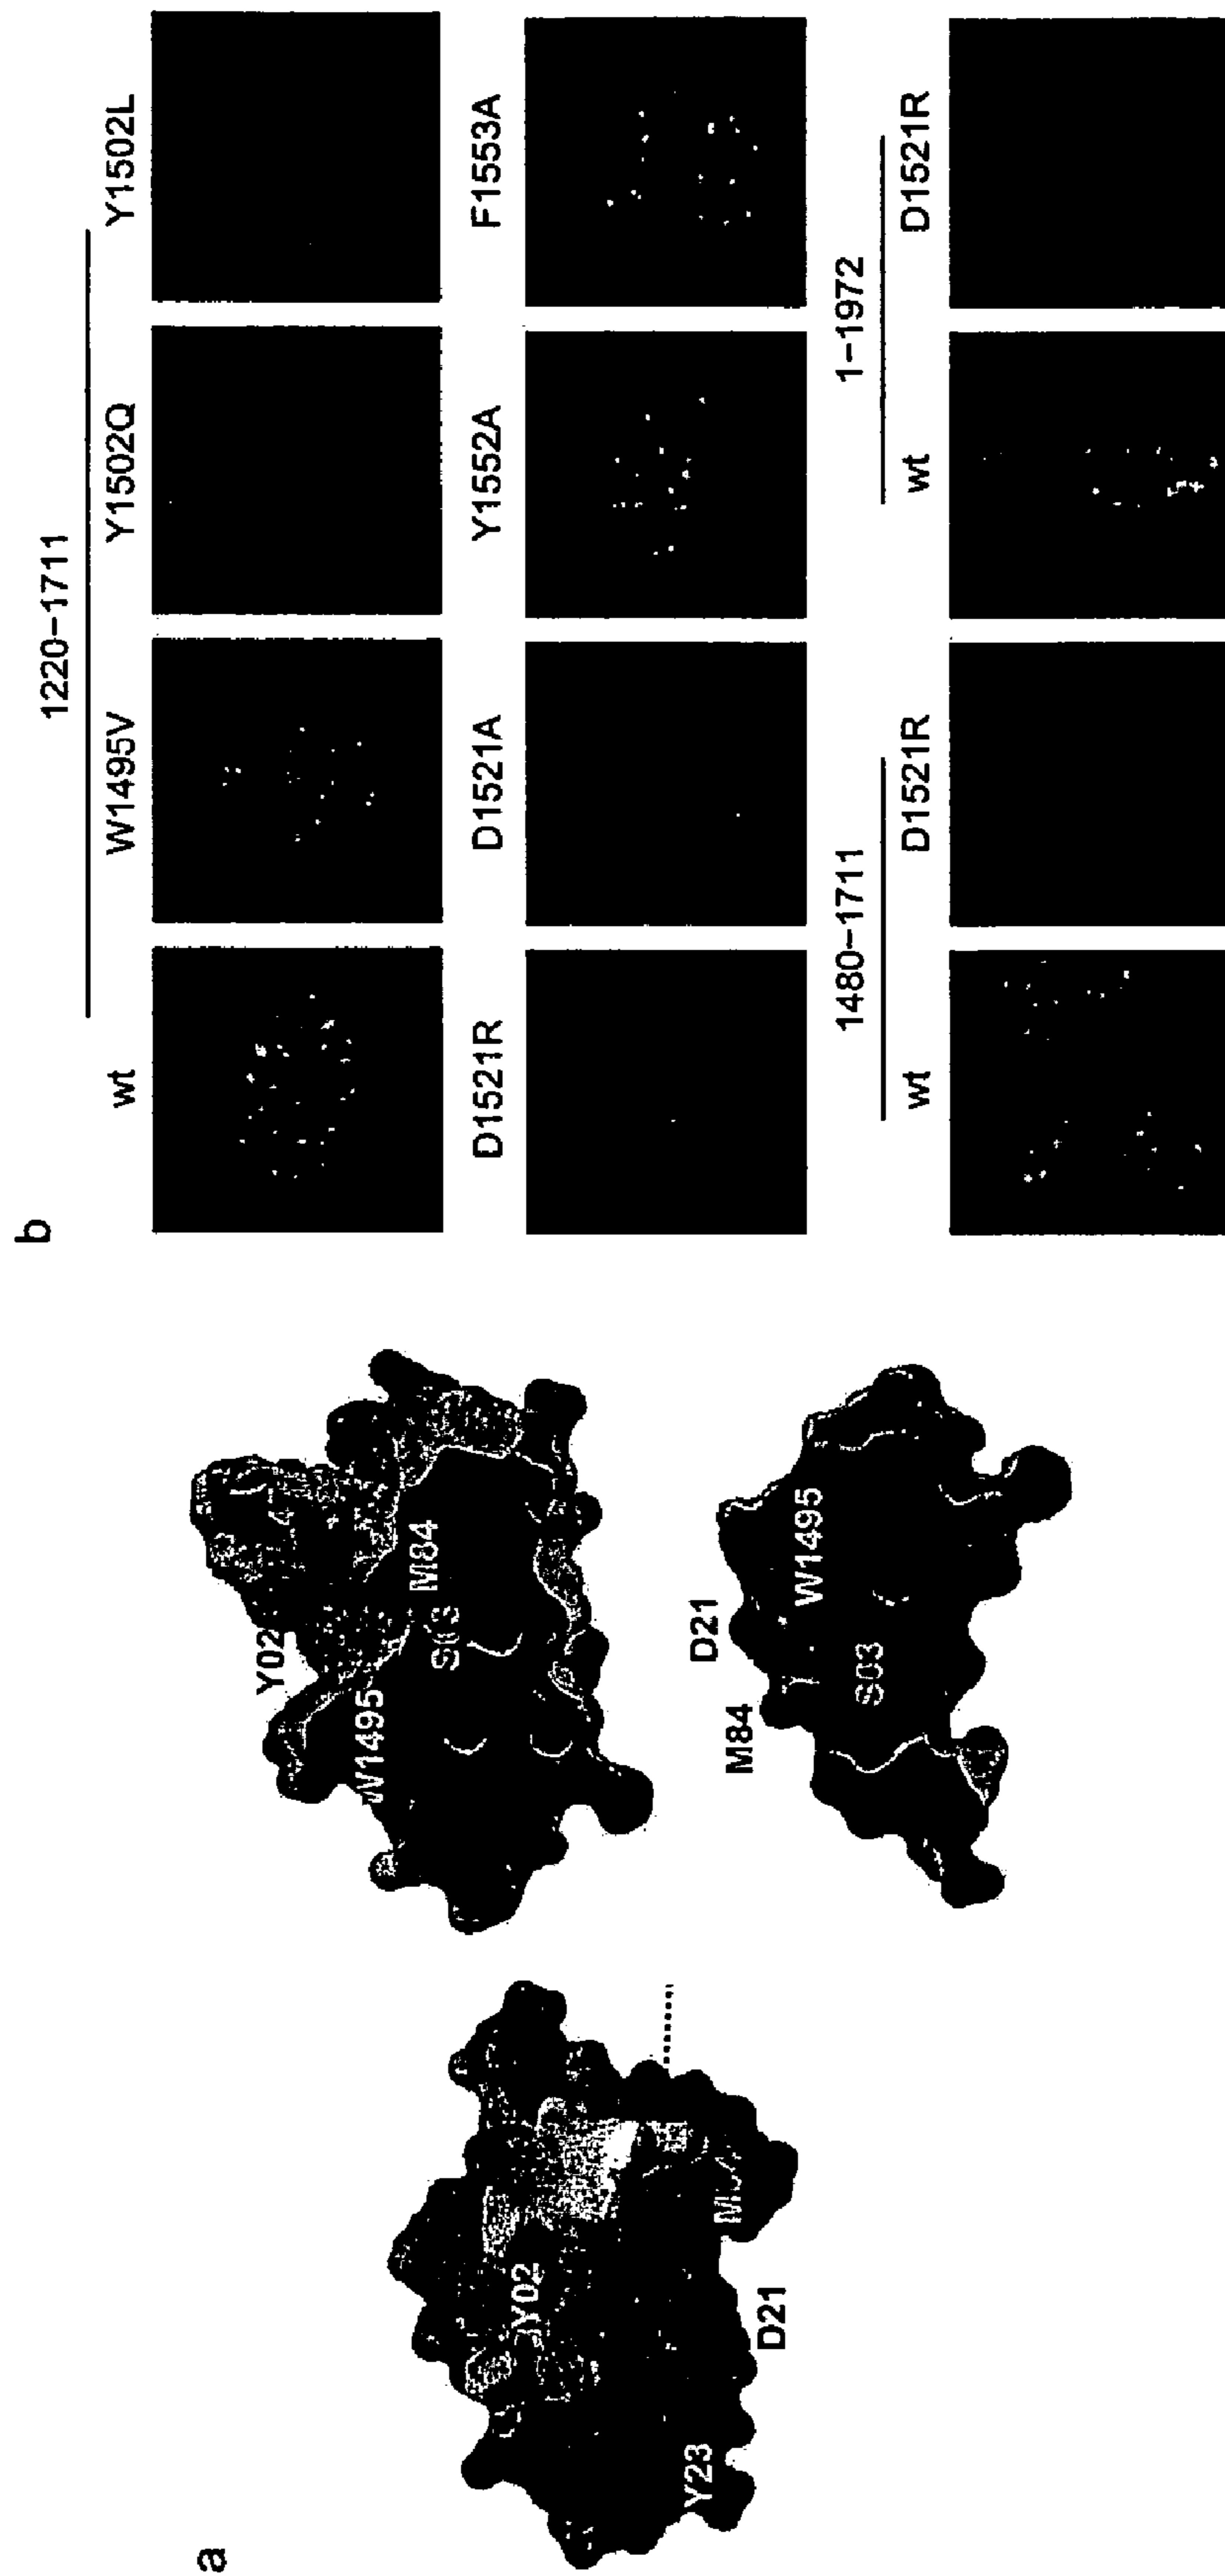 a
Y02
Y23
D21
Y02
W1495
S03
M84
M84
D21
S03
W1495
b
1220–1711
wt W1495V Y1502Q Y1502L
D1521R D1521A Y1552A F1553A
1480–1711 1–1972
wt D1521R wt D1521R